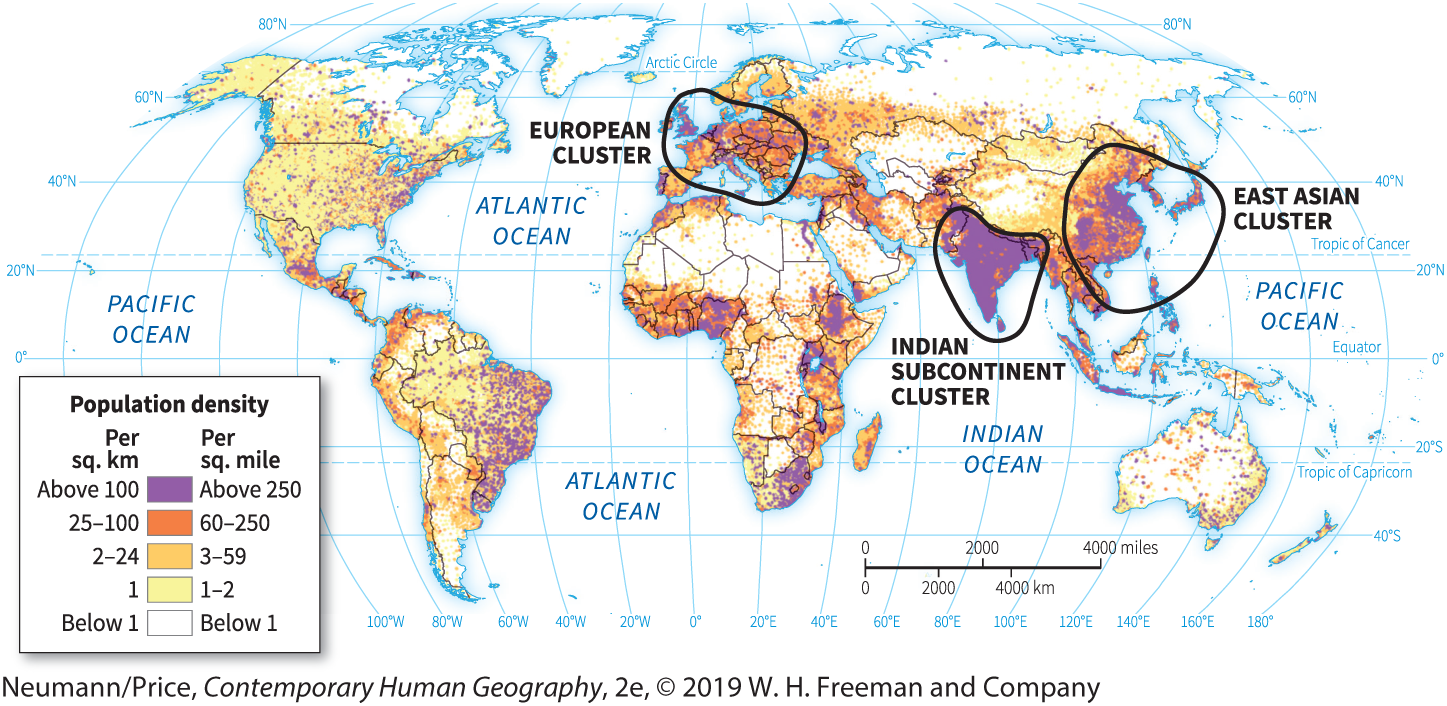 80°N
80°N
Arctic Circle
60°N
60°N
EUROPEAN
CLUSTER
40°N
40°N
EAST ASIAN
CLUSTER
ATLANTIC
OCEAN
Tropic of Cancer
20°N
20°N
PACIFIC
OCEAN
PACIFIC
OCEAN
INDIAN
SUBCONTINENT
CLUSTER
Equator
0°
0°
INDIAN
OCEAN
20°S
Tropic of Capricorn
ATLANTIC
OCEAN
40°S
Population density
Per
sq. km
Per
sq. mile
Above 100 Above 250
25–100 60–250
2–24 3–59
1 1–2
Below 1 Below 1
0 2000 4000 miles
0 2000 4000 km
100°W 80°W 60°W 40°W 20°W 0° 20°E 40°E 60°E 80°E 100°E 120°E 140°E 160°E 180°
Neumann/Price, Contemporary Human Geography, 2e, © 2019 W. H. Freeman and Company